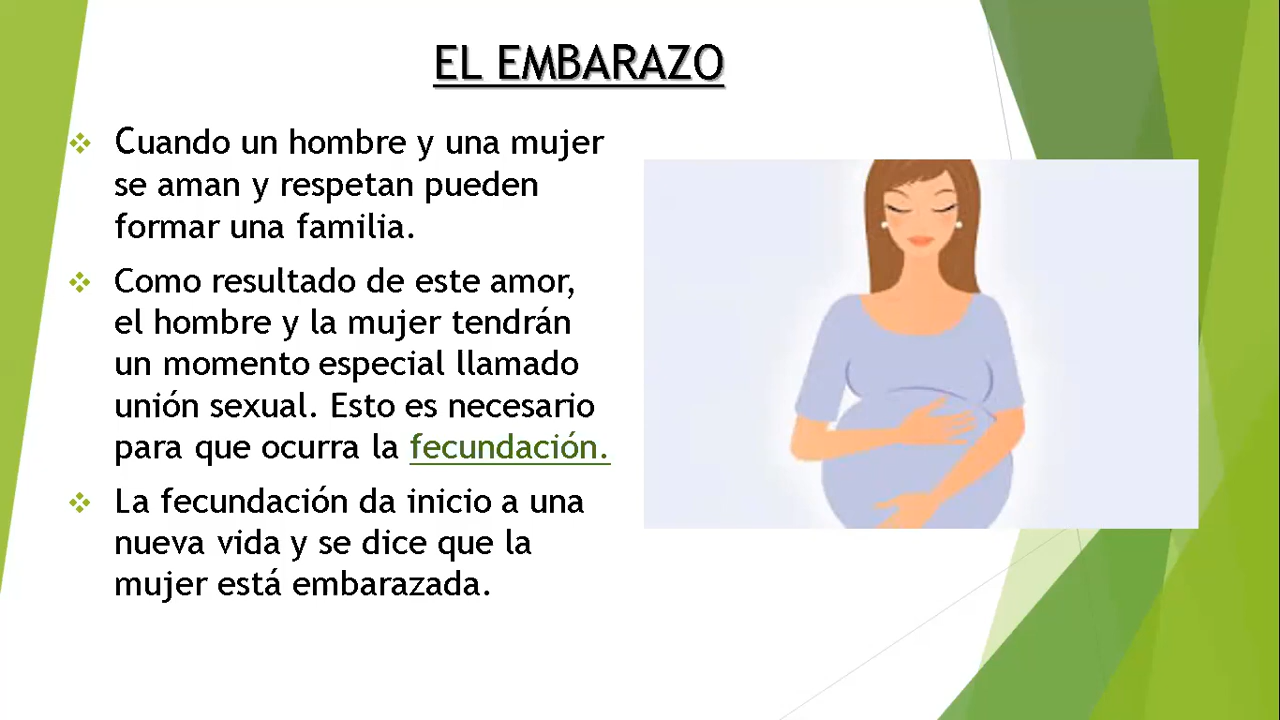 EL EMBARAZO
Cuando un hombre y una mujer
se aman y respetan pueden
formar una familia.
Como resultado de este amor,
el hombre y la mujer tendrán
un momento especial llamado
unión sexual. Esto es necesario
para que ocurra la fecundación.
La fecundación da inicio a una
nueva vida y se dice que la
mujer está embarazada.